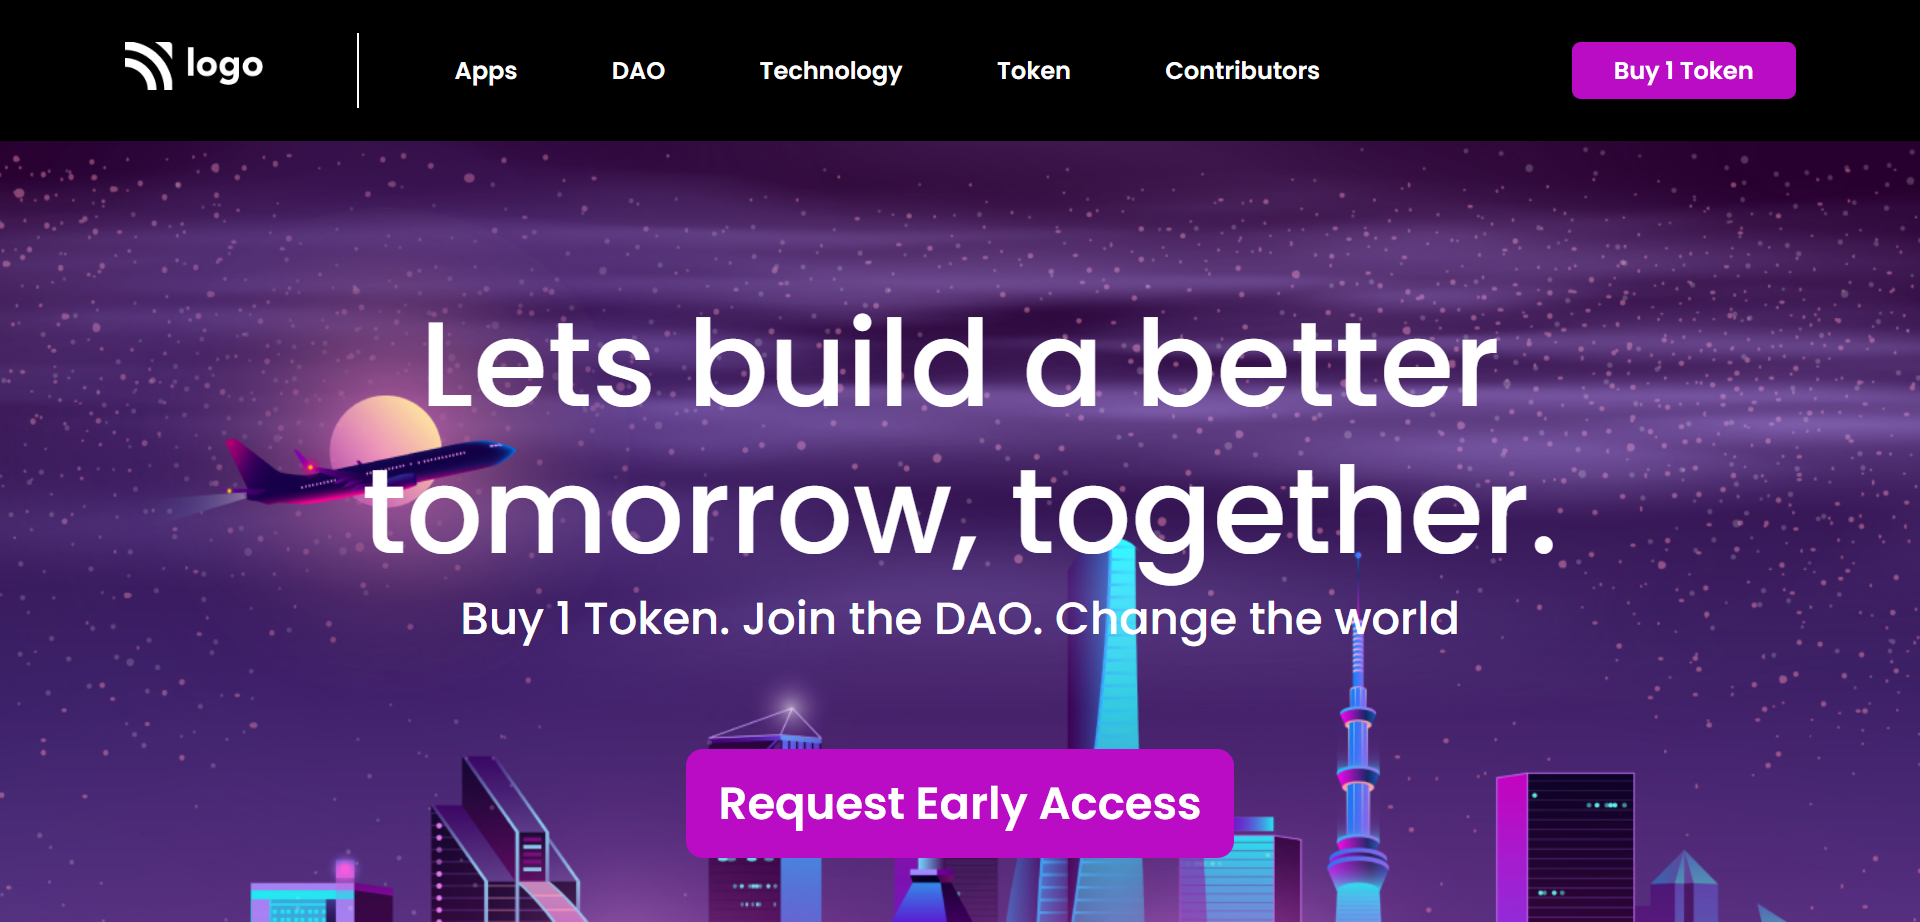 logo
Apps DAO Technology Token Contributors Buy 1 Token
Lets build a better
tomorrow, together.
Buy 1 Token. Join the DAO. Change the world
Request Early Access